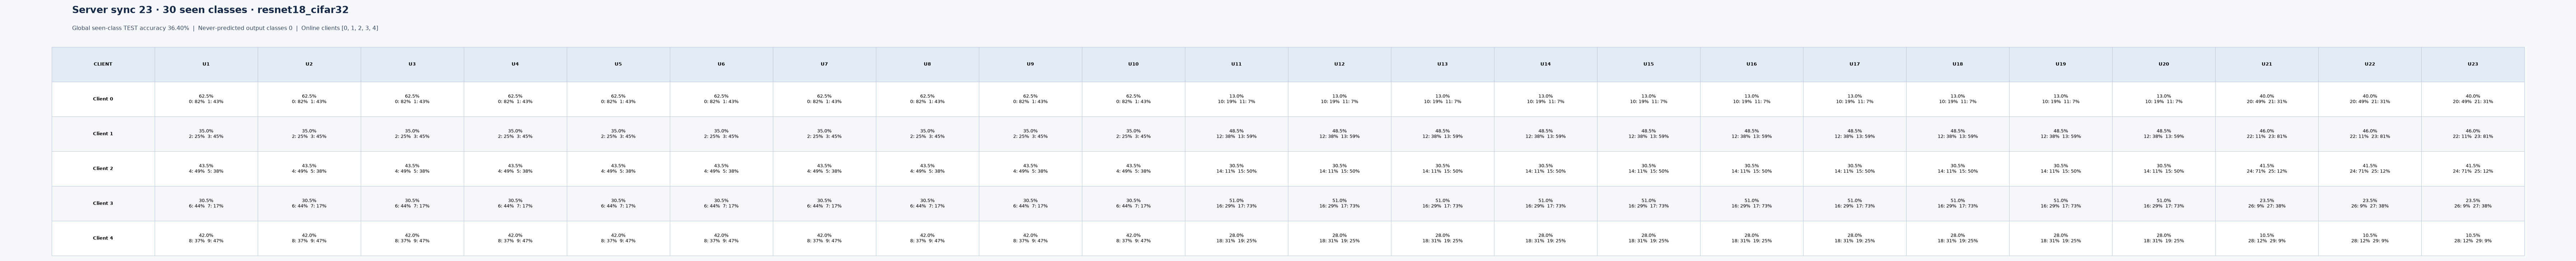 Server sync 23 · 30 seen classes · resnet18_cifar32
Global seen-class TEST accuracy 36.40% | Never-predicted output classes 0 | Online clients [0, 1, 2, 3, 4]
CLIENT U1 U2 U3 U4 U5 U6 U7 U8 U9 U10 U11 U12 U13 U14 U15 U16 U17 U18 U19 U20 U21 U22 U23
62.5% 62.5% 62.5% 62.5% 62.5% 62.5% 62.5% 62.5% 62.5% 62.5% 13.0% 13.0% 13.0% 13.0% 13.0% 13.0% 13.0% 13.0% 13.0% 13.0% 40.0% 40.0% 40.0%
Client 0 0: 82% 1: 43% 0: 82% 1: 43% 0: 82% 1: 43% 0: 82% 1: 43% 0: 82% 1: 43% 0: 82% 1: 43% 0: 82% 1: 43% 0: 82% 1: 43% 0: 82% 1: 43% 0: 82% 1: 43% 10: 19% 11: 7% 10: 19% 11: 7% 10: 19% 11: 7% 10: 19% 11: 7% 10: 19% 11: 7% 10: 19% 11: 7% 10: 19% 11: 7% 10: 19% 11: 7% 10: 19% 11: 7% 10: 19% 11: 7% 20: 49% 21: 31% 20: 49% 21: 31% 20: 49% 21: 31%
35.0% 35.0% 35.0% 35.0% 35.0% 35.0% 35.0% 35.0% 35.0% 35.0% 48.5% 48.5% 48.5% 48.5% 48.5% 48.5% 48.5% 48.5% 48.5% 48.5% 46.0% 46.0% 46.0%
Client 1 2: 25% 3: 45% 2: 25% 3: 45% 2: 25% 3: 45% 2: 25% 3: 45% 2: 25% 3: 45% 2: 25% 3: 45% 2: 25% 3: 45% 2: 25% 3: 45% 2: 25% 3: 45% 2: 25% 3: 45% 12: 38% 13: 59% 12: 38% 13: 59% 12: 38% 13: 59% 12: 38% 13: 59% 12: 38% 13: 59% 12: 38% 13: 59% 12: 38% 13: 59% 12: 38% 13: 59% 12: 38% 13: 59% 12: 38% 13: 59% 22: 11% 23: 81% 22: 11% 23: 81% 22: 11% 23: 81%
43.5% 43.5% 43.5% 43.5% 43.5% 43.5% 43.5% 43.5% 43.5% 43.5% 30.5% 30.5% 30.5% 30.5% 30.5% 30.5% 30.5% 30.5% 30.5% 30.5% 41.5% 41.5% 41.5%
Client 2 4: 49% 5: 38% 4: 49% 5: 38% 4: 49% 5: 38% 4: 49% 5: 38% 4: 49% 5: 38% 4: 49% 5: 38% 4: 49% 5: 38% 4: 49% 5: 38% 4: 49% 5: 38% 4: 49% 5: 38% 14: 11% 15: 50% 14: 11% 15: 50% 14: 11% 15: 50% 14: 11% 15: 50% 14: 11% 15: 50% 14: 11% 15: 50% 14: 11% 15: 50% 14: 11% 15: 50% 14: 11% 15: 50% 14: 11% 15: 50% 24: 71% 25: 12% 24: 71% 25: 12% 24: 71% 25: 12%
30.5% 30.5% 30.5% 30.5% 30.5% 30.5% 30.5% 30.5% 30.5% 30.5% 51.0% 51.0% 51.0% 51.0% 51.0% 51.0% 51.0% 51.0% 51.0% 51.0% 23.5% 23.5% 23.5%
Client 3 6: 44% 7: 17% 6: 44% 7: 17% 6: 44% 7: 17% 6: 44% 7: 17% 6: 44% 7: 17% 6: 44% 7: 17% 6: 44% 7: 17% 6: 44% 7: 17% 6: 44% 7: 17% 6: 44% 7: 17% 16: 29% 17: 73% 16: 29% 17: 73% 16: 29% 17: 73% 16: 29% 17: 73% 16: 29% 17: 73% 16: 29% 17: 73% 16: 29% 17: 73% 16: 29% 17: 73% 16: 29% 17: 73% 16: 29% 17: 73% 26: 9% 27: 38% 26: 9% 27: 38% 26: 9% 27: 38%
42.0% 42.0% 42.0% 42.0% 42.0% 42.0% 42.0% 42.0% 42.0% 42.0% 28.0% 28.0% 28.0% 28.0% 28.0% 28.0% 28.0% 28.0% 28.0% 28.0% 10.5% 10.5% 10.5%
Client 4 8: 37% 9: 47% 8: 37% 9: 47% 8: 37% 9: 47% 8: 37% 9: 47% 8: 37% 9: 47% 8: 37% 9: 47% 8: 37% 9: 47% 8: 37% 9: 47% 8: 37% 9: 47% 8: 37% 9: 47% 18: 31% 19: 25% 18: 31% 19: 25% 18: 31% 19: 25% 18: 31% 19: 25% 18: 31% 19: 25% 18: 31% 19: 25% 18: 31% 19: 25% 18: 31% 19: 25% 18: 31% 19: 25% 18: 31% 19: 25% 28: 12% 29: 9% 28: 12% 29: 9% 28: 12% 29: 9%